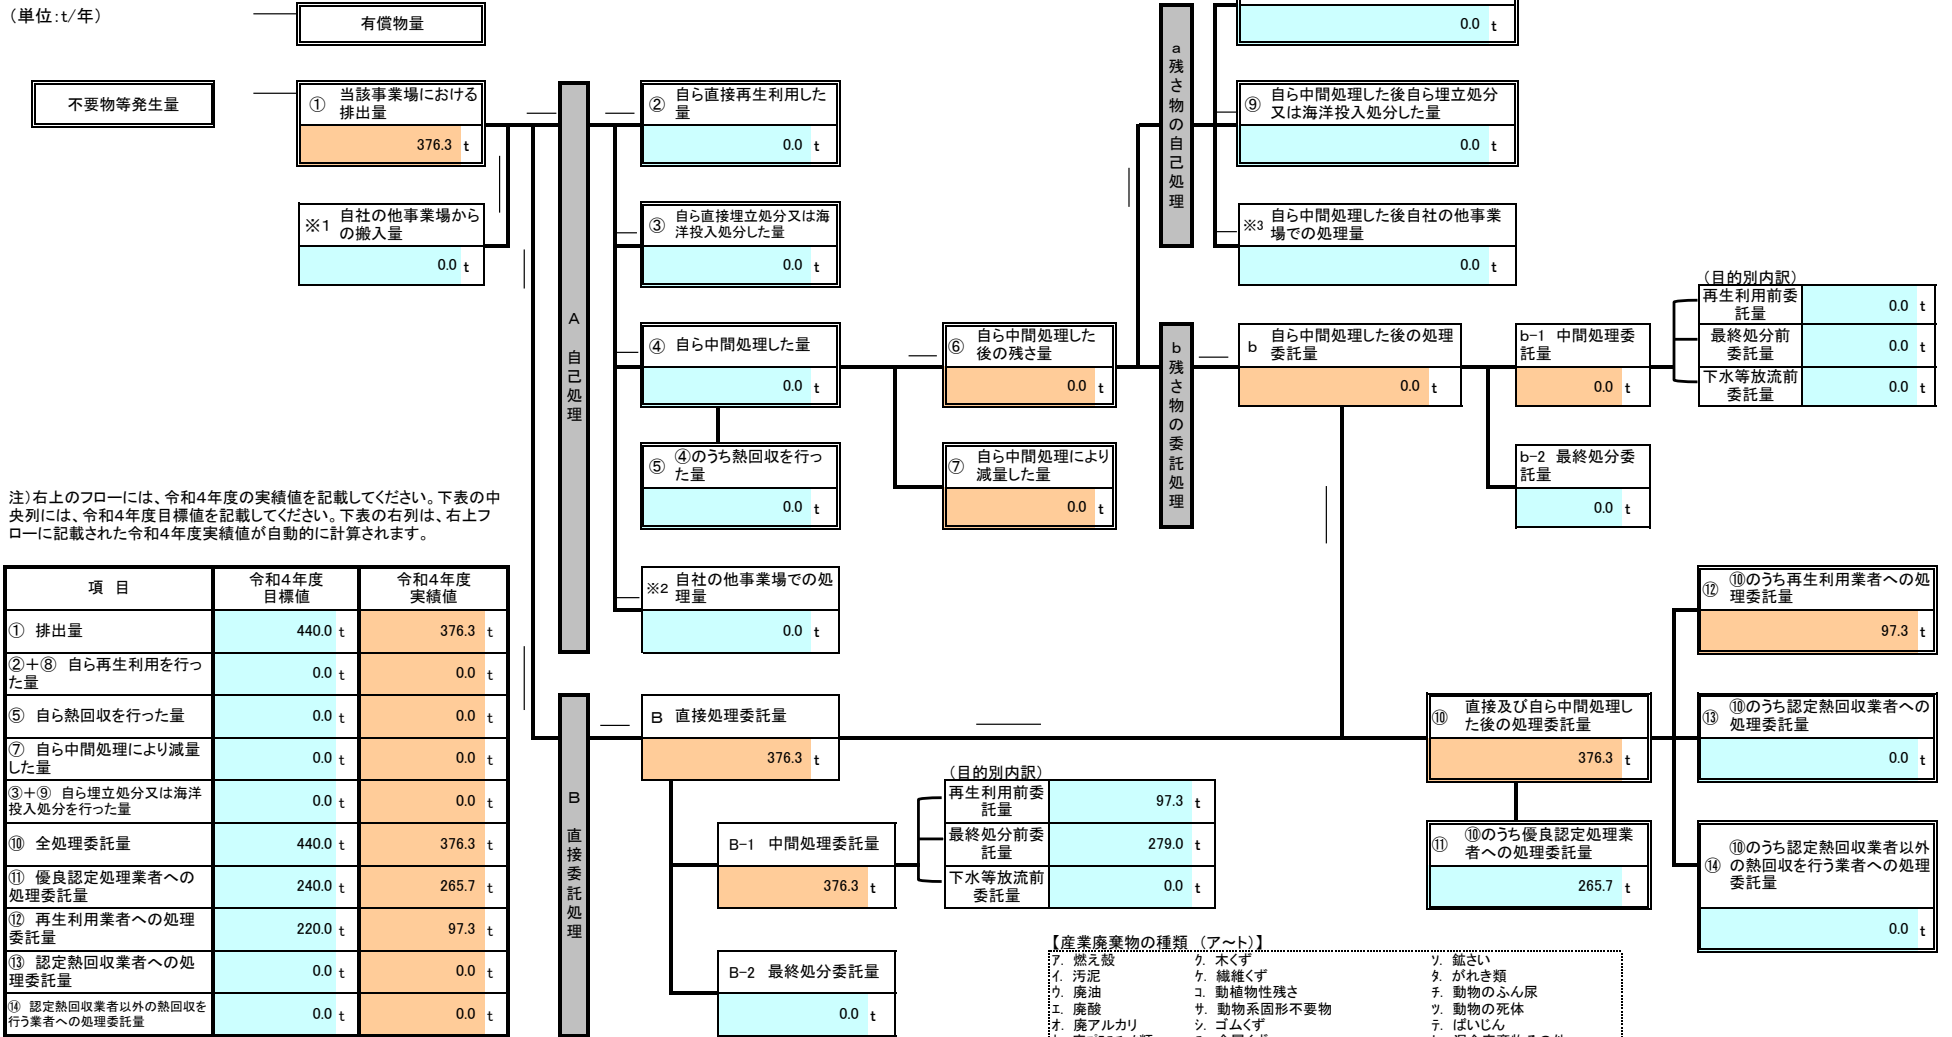 (単位:t/年)
有償物量
0.0 t
不要物等発生量
① 当該事業場における
排出量
376.3 t
※1 自社の他事業場から
の搬入量
0.0 t
A 自己処理
② 自ら直接再生利用した
量
0.0 t
③ 自ら直接埋立処分又は海
洋投入処分した量
0.0 t
④ 自ら中間処理した量
0.0 t
⑤ ④のうち熱回収を行っ
た量
0.0 t
※2 自社の他事業場での処
理量
0.0 t
⑥ 自ら中間処理した
後の残さ量
0.0 t
⑦ 自ら中間処理により
減量した量
0.0 t
a残さ物の自己処理
⑨ 自ら中間処理した後自ら埋立処分
又は海洋投入処分した量
0.0 t
※3 自ら中間処理した後自社の他事業
場での処理量
0.0 t
b残さ物の委託処理
b 自ら中間処理した後の処理
委託量
0.0 t
b-1 中間処理委
託量
0.0 t
b-2 最終処分委
託量
0.0 t
(目的別内訳)
再生利用前委
託量
0.0 t
最終処分前
委託量
0.0 t
下水等放流前
委託量
0.0 t
注)右上のフローには、令和4年度の実績値を記載してください。下表の中
央列には、令和4年度目標値を記載してください。下表の右列は、右上フ
ローに記載された令和4年度実績値が自動的に計算されます。
項 目 令和4年度
目標値 令和4年度
実績値
① 排出量 440.0 t 376.3 t
②+⑧ 自ら再生利用を行っ
た量 0.0 t 0.0 t
⑤ 自ら熱回収を行った量 0.0 t 0.0 t
⑦ 自ら中間処理により減量
した量 0.0 t 0.0 t
③+⑨ 自ら埋立処分又は海洋
投入処分を行った量 0.0 t 0.0 t
⑩ 全処理委託量 440.0 t 376.3 t
⑪ 優良認定処理業者への
処理委託量 240.0 t 265.7 t
⑫ 再生利用業者への処理
委託量 220.0 t 97.3 t
⑬ 認定熱回収業者への処
理委託量 0.0 t 0.0 t
⑭ 認定熱回収業者以外の熱回収を
行う業者への処理委託量 0.0 t 0.0 t
B 直接委託処理
B 直接処理委託量
376.3 t
B-1 中間処理委託量
376.3 t
B-2 最終処分委託量
0.0 t
(目的別内訳)
再生利用前委
託量
97.3 t
最終処分前委
託量
279.0 t
下水等放流前
委託量
0.0 t
⑩ 直接及び自ら中間処理し
た後の処理委託量
376.3 t
⑪ ⑩のうち優良認定処理業
者への処理委託量
265.7 t
⑫ ⑩のうち再生利用業者への処
理委託量
97.3 t
⑬ ⑩のうち認定熱回収業者への
処理委託量
0.0 t
⑭ ⑩のうち認定熱回収業者以外
の熱回収を行う業者への処理
委託量
0.0 t
【産業廃棄物の種類 (ア~ト)】
ア. 燃え殻 ク. 木くず ソ. 鉱さい
イ. 汚泥 ケ. 繊維くず タ. がれき類
ウ. 廃油 コ. 動植物性残さ チ. 動物のふん尿
エ. 廃酸 サ. 動物系固形不要物 ツ. 動物の死体
オ. 廃アルカリ シ. ゴムくず テ. ばいじん